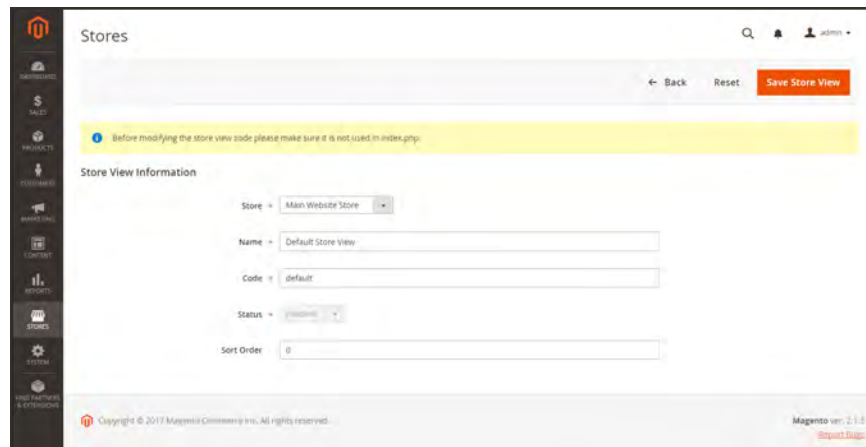 Stores
admin
DASHBOARD
SALES
PRODUCTS
CUSTOMERS
MARKETING
CONTENT
REPORTS
STORES
SYSTEM
FIND PARTNERS
& EXTENSIONS
← Back Reset Save Store View
Before modifying the store view code please make sure it is not used in index.php.
Store View Information
Store * Main Website Store
Name * Default Store View
Code * default
Status *
Sort Order 0
Copyright © 2017 Magento Commerce Inc. All rights reserved.
Magento ver.
Report Bugs